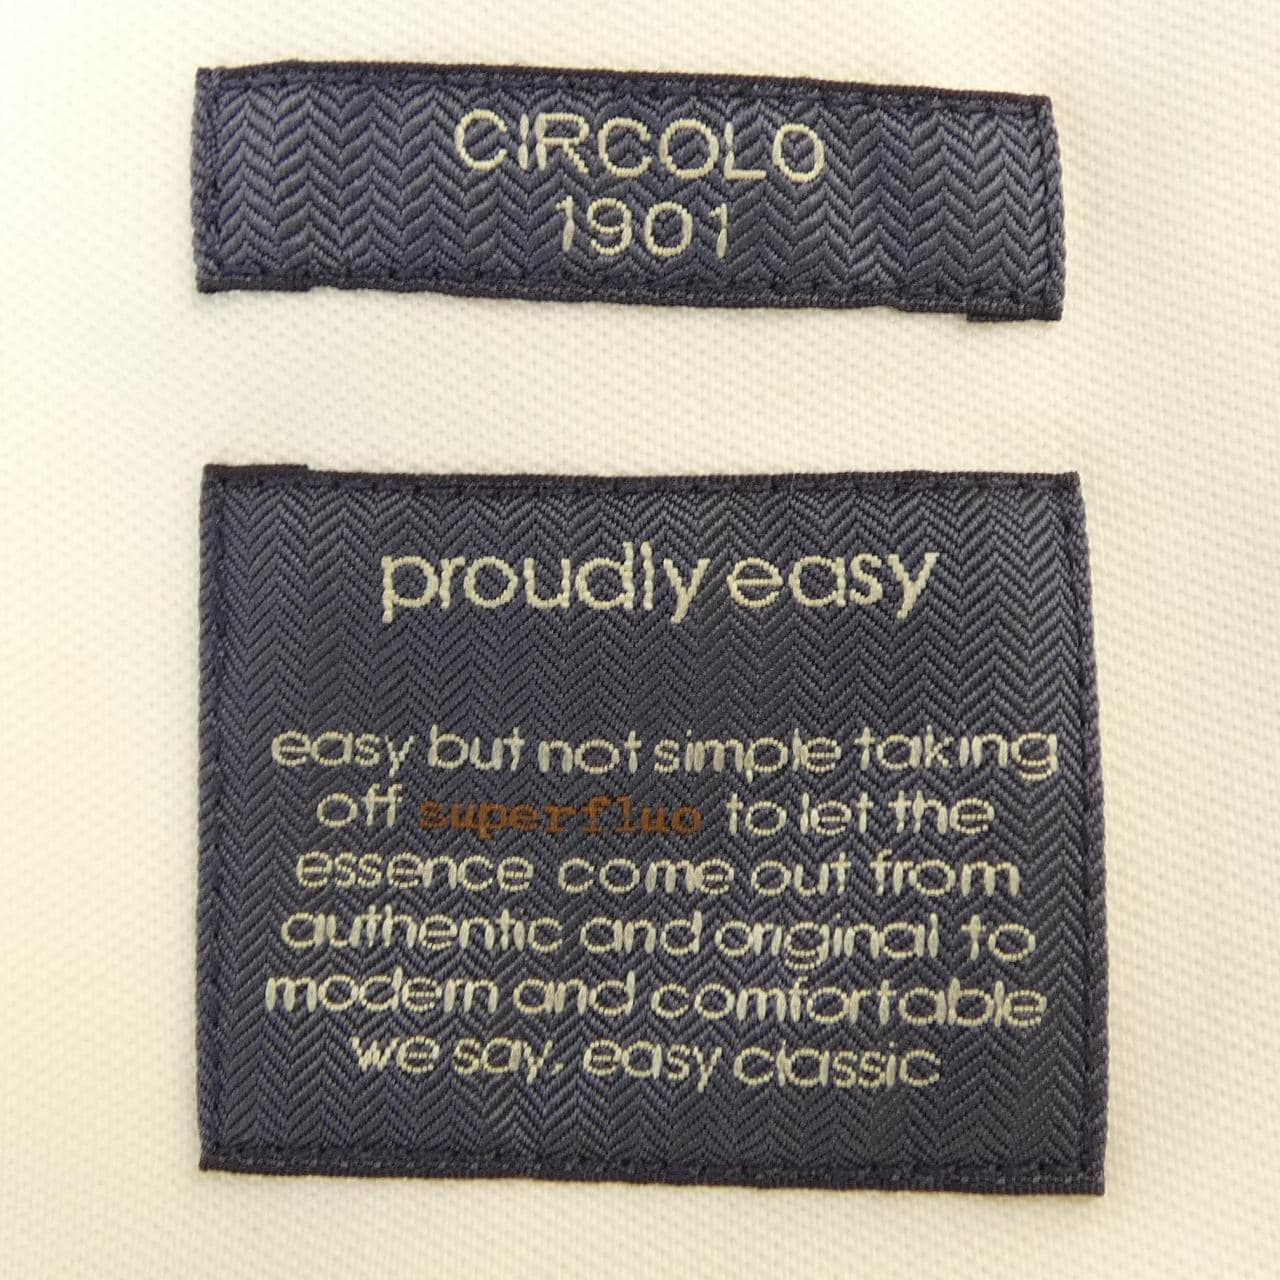 CIRCOLO
1901
proudly easy
easy but not simple taking
off superfluo to let the
essence come out from
authentic and original to
modern and comfortable
we say, easy classic